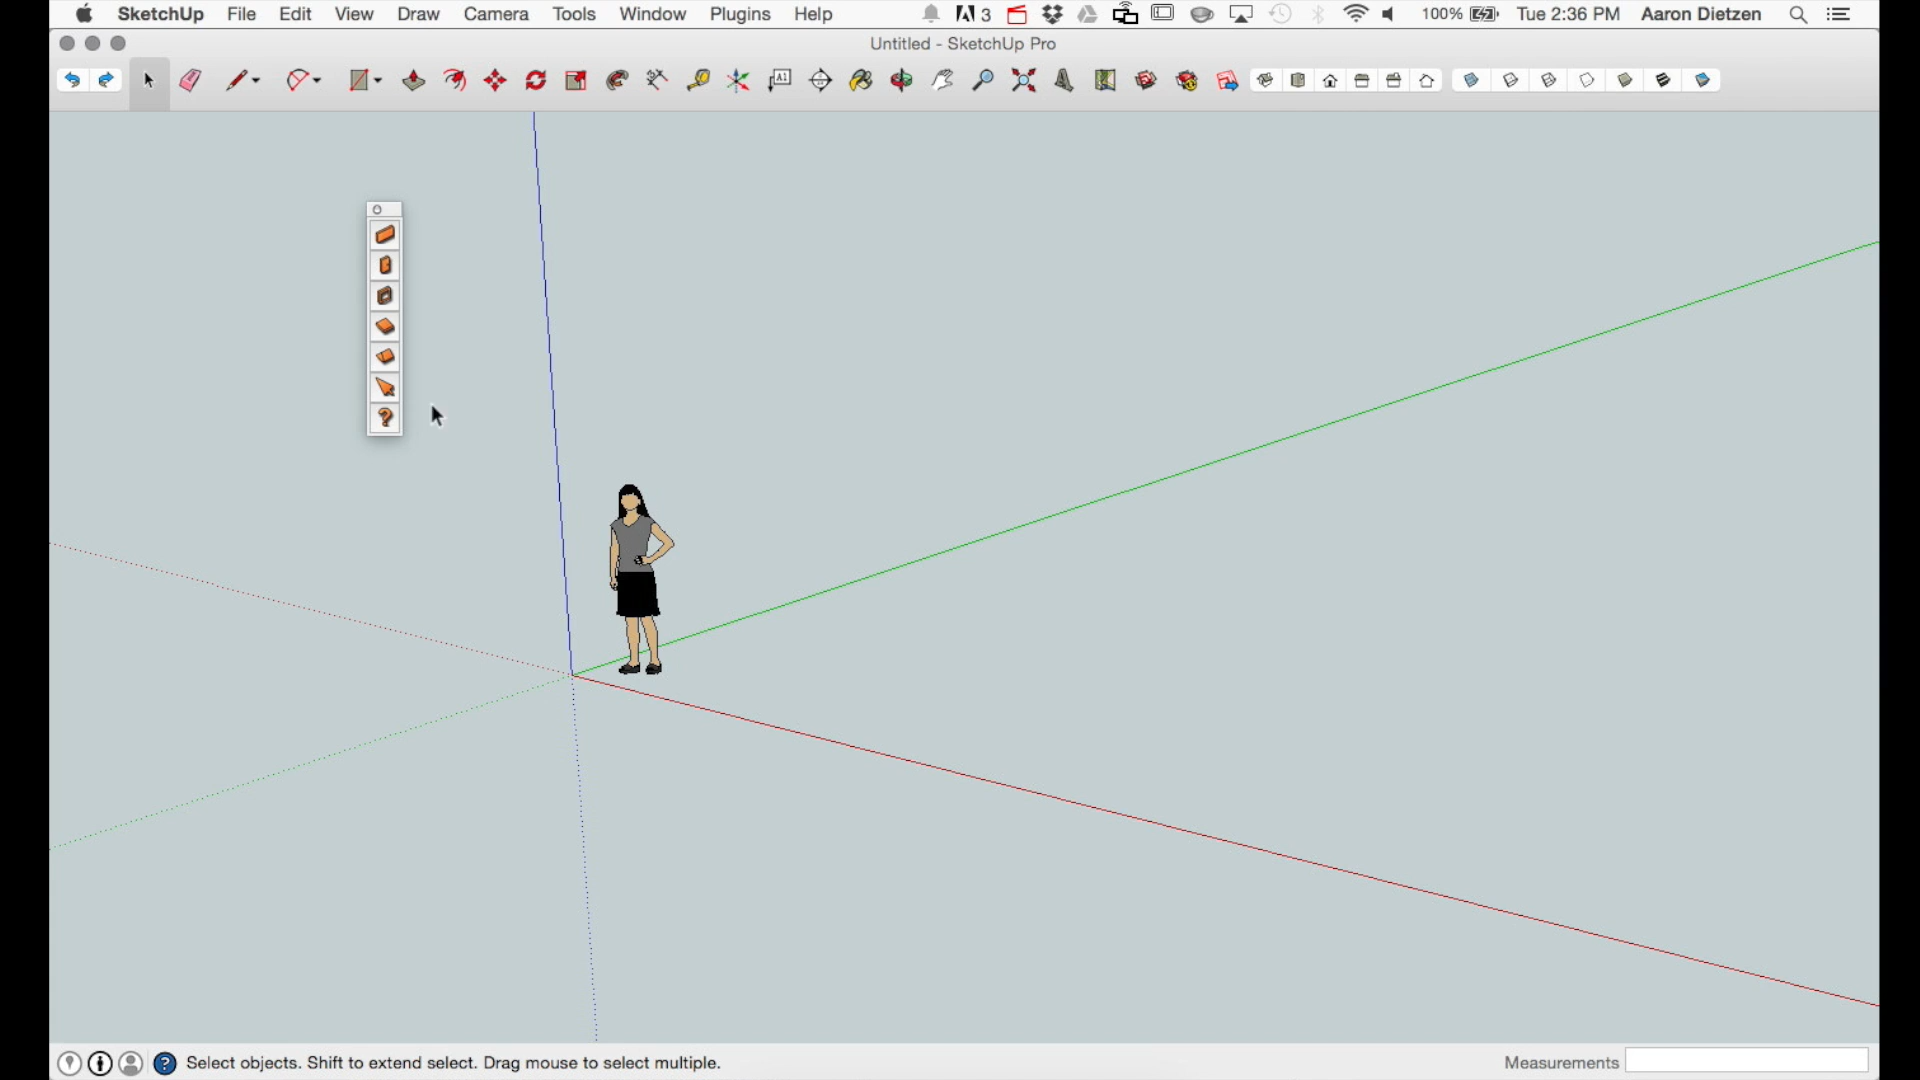 SketchUp File Edit View Draw Camera Tools Window Plugins Help 3 100% Tue 2:36 PM Aaron Dietzen
Untitled - SketchUp Pro
A1
?
Select objects. Shift to extend select. Drag mouse to select multiple.
Measurements